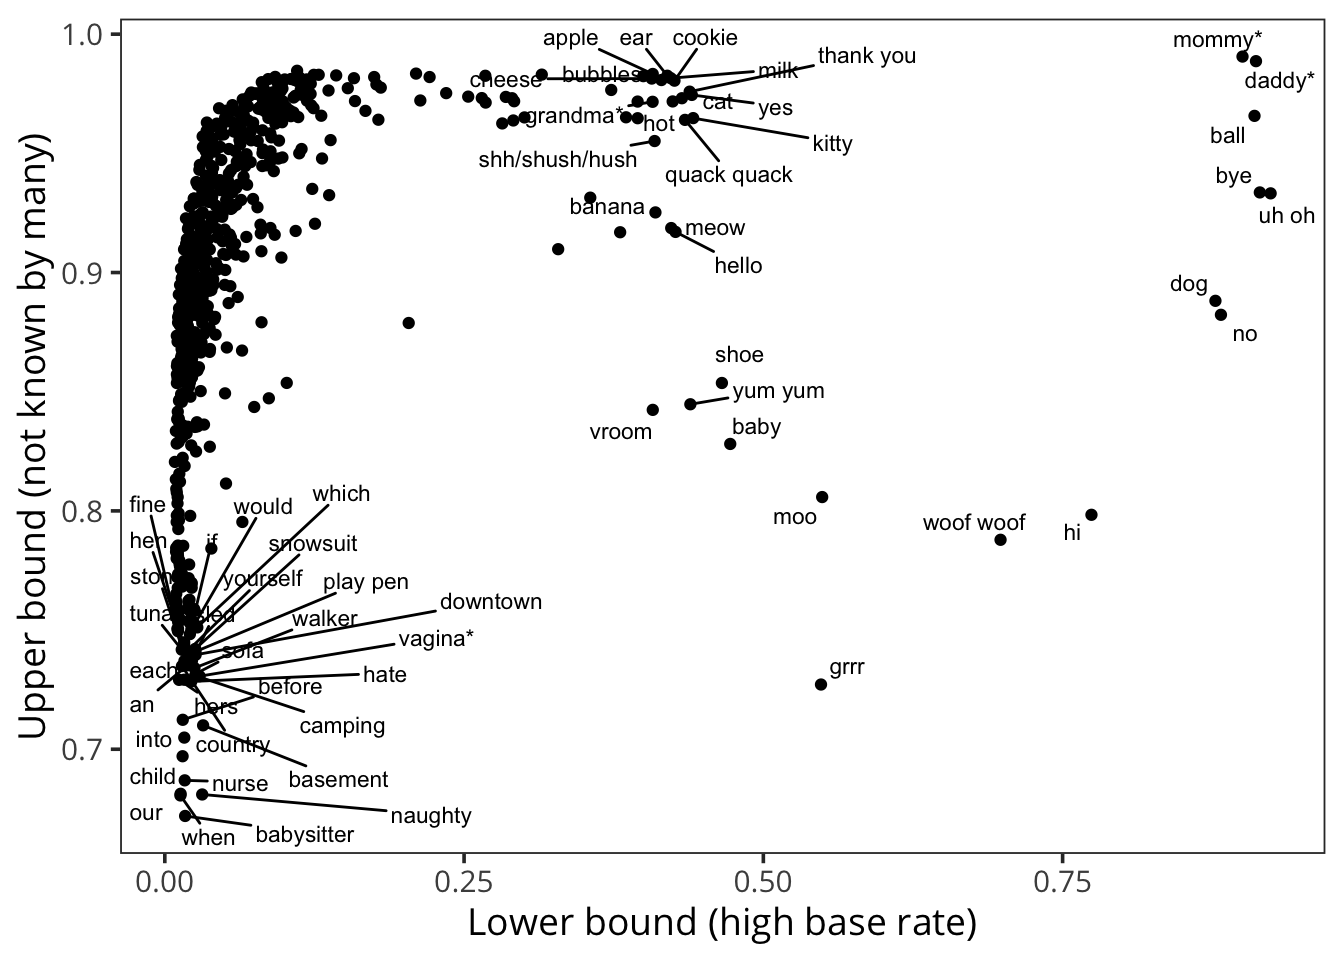 1.0
0.9
0.8
0.7
Upper bound (not known by many)
0.00
0.25
0.50
0.75
Lower bound (high base rate)
apple
ear
cookie
mommy*
thank you
milk
cheese
bubbles
daddy*
cat
yes
grandma*
hot
ball
kitty
shh/shush/hush
quack quack
bye
banana
uh oh
meow
hello
dog
no
shoe
yum yum
vroom
baby
moo
woof woof
hi
grrr
fine
would
which
hen
if
snowsuit
yourself
play pen
downtown
tuna
sled
walker
vagina*
sofa
each
hate
before
an
hers
camping
into
country
child
nurse
basement
our
naughty
when
babysitter